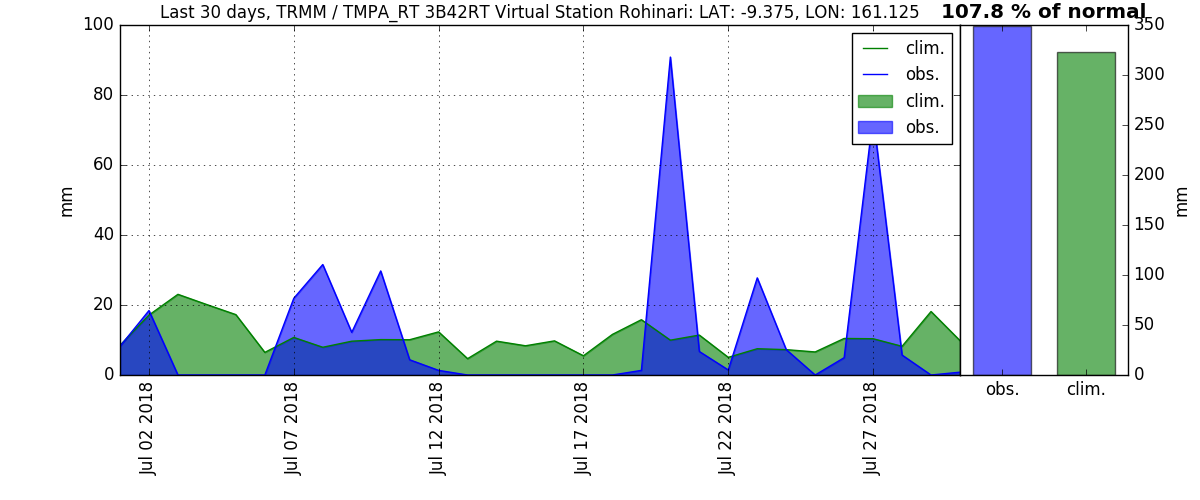 Last 30 days, TRMM / TMPA_RT 3B42RT Virtual Station Rohinari: LAT: -9.375, LON: 161.125
107.8 % of normal
mm
100
80
60
40
20
0
clim.
obs.
clim.
obs.
Jul 02 2018
Jul 07 2018
Jul 12 2018
Jul 17 2018
Jul 22 2018
Jul 27 2018
350
300
250
200
150
100
50
0
mm
obs.
clim.